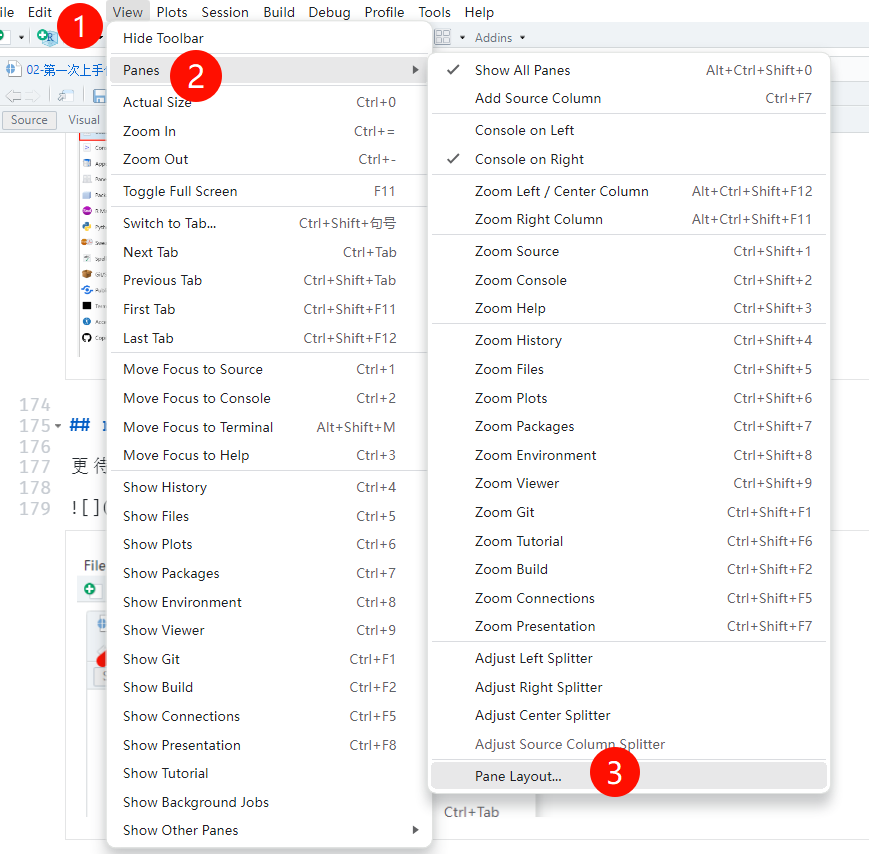 ile Edit View Plots Session Build Debug Profile Tools Help
1
Addins
Hide Toolbar
02-第一次上手
Panes
2
Actual Size Ctrl+0
Zoom In Ctrl+=
Zoom Out Ctrl+-
Toggle Full Screen F11
Switch to Tab... Ctrl+Shift+句号
Next Tab Ctrl+Tab
Previous Tab Ctrl+Shift+Tab
First Tab Ctrl+Shift+F11
Last Tab Ctrl+Shift+F12
Move Focus to Source Ctrl+1
Move Focus to Console Ctrl+2
Move Focus to Terminal Alt+Shift+M
Move Focus to Help Ctrl+3
Show History Ctrl+4
Show Files Ctrl+5
Show Plots Ctrl+6
Show Packages Ctrl+7
Show Environment Ctrl+8
Show Viewer Ctrl+9
Show Git Ctrl+F1
Show Build Ctrl+F2
Show Connections Ctrl+F5
Show Presentation Ctrl+F8
Show Tutorial
Show Background Jobs
Show Other Panes
Show All Panes Alt+Ctrl+Shift+0
Add Source Column Ctrl+F7
Console on Left
Console on Right
Zoom Left / Center Column Alt+Ctrl+Shift+F12
Zoom Right Column Alt+Ctrl+Shift+F11
Zoom Source Ctrl+Shift+1
Zoom Console Ctrl+Shift+2
Zoom Help Ctrl+Shift+3
Zoom History Ctrl+Shift+4
Zoom Files Ctrl+Shift+5
Zoom Plots Ctrl+Shift+6
Zoom Packages Ctrl+Shift+7
Zoom Environment Ctrl+Shift+8
Zoom Viewer Ctrl+Shift+9
Zoom Git Ctrl+Shift+F1
Zoom Tutorial Ctrl+Shift+F6
Zoom Build Ctrl+Shift+F2
Zoom Connections Ctrl+Shift+F5
Zoom Presentation Ctrl+Shift+F7
Adjust Left Splitter
Adjust Right Splitter
Adjust Center Splitter
Adjust Source Column Splitter
Pane Layout...
3
Ctrl+Tab
Source Visual
174
175 ##
176
177 更待
178
179 ![](
File